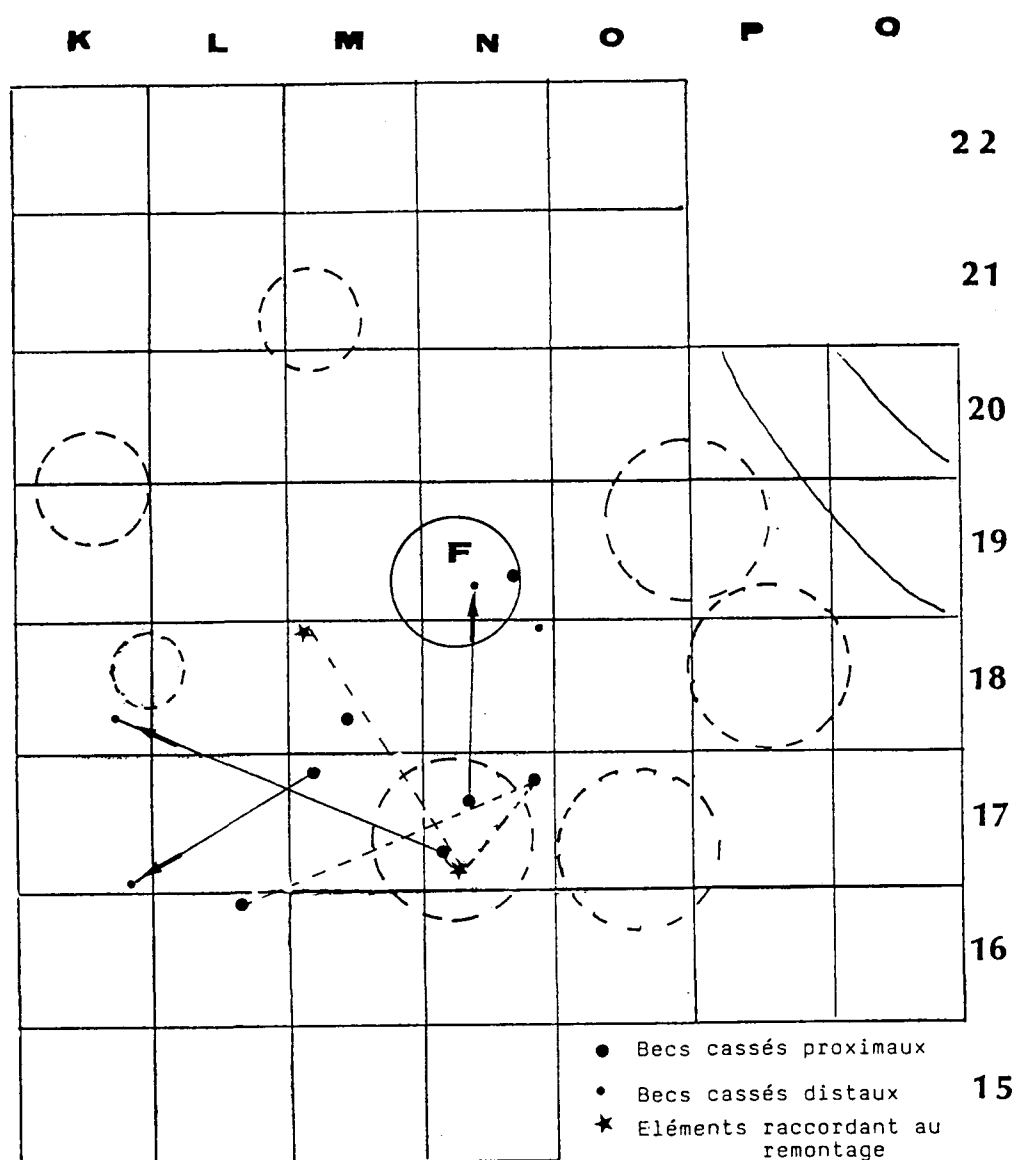 K L M N O P Q
22
21
20
F
19
18
17
16
● Becs cassés proximaux
• Becs cassés distaux
15
★ Eléments raccordant au
remontage